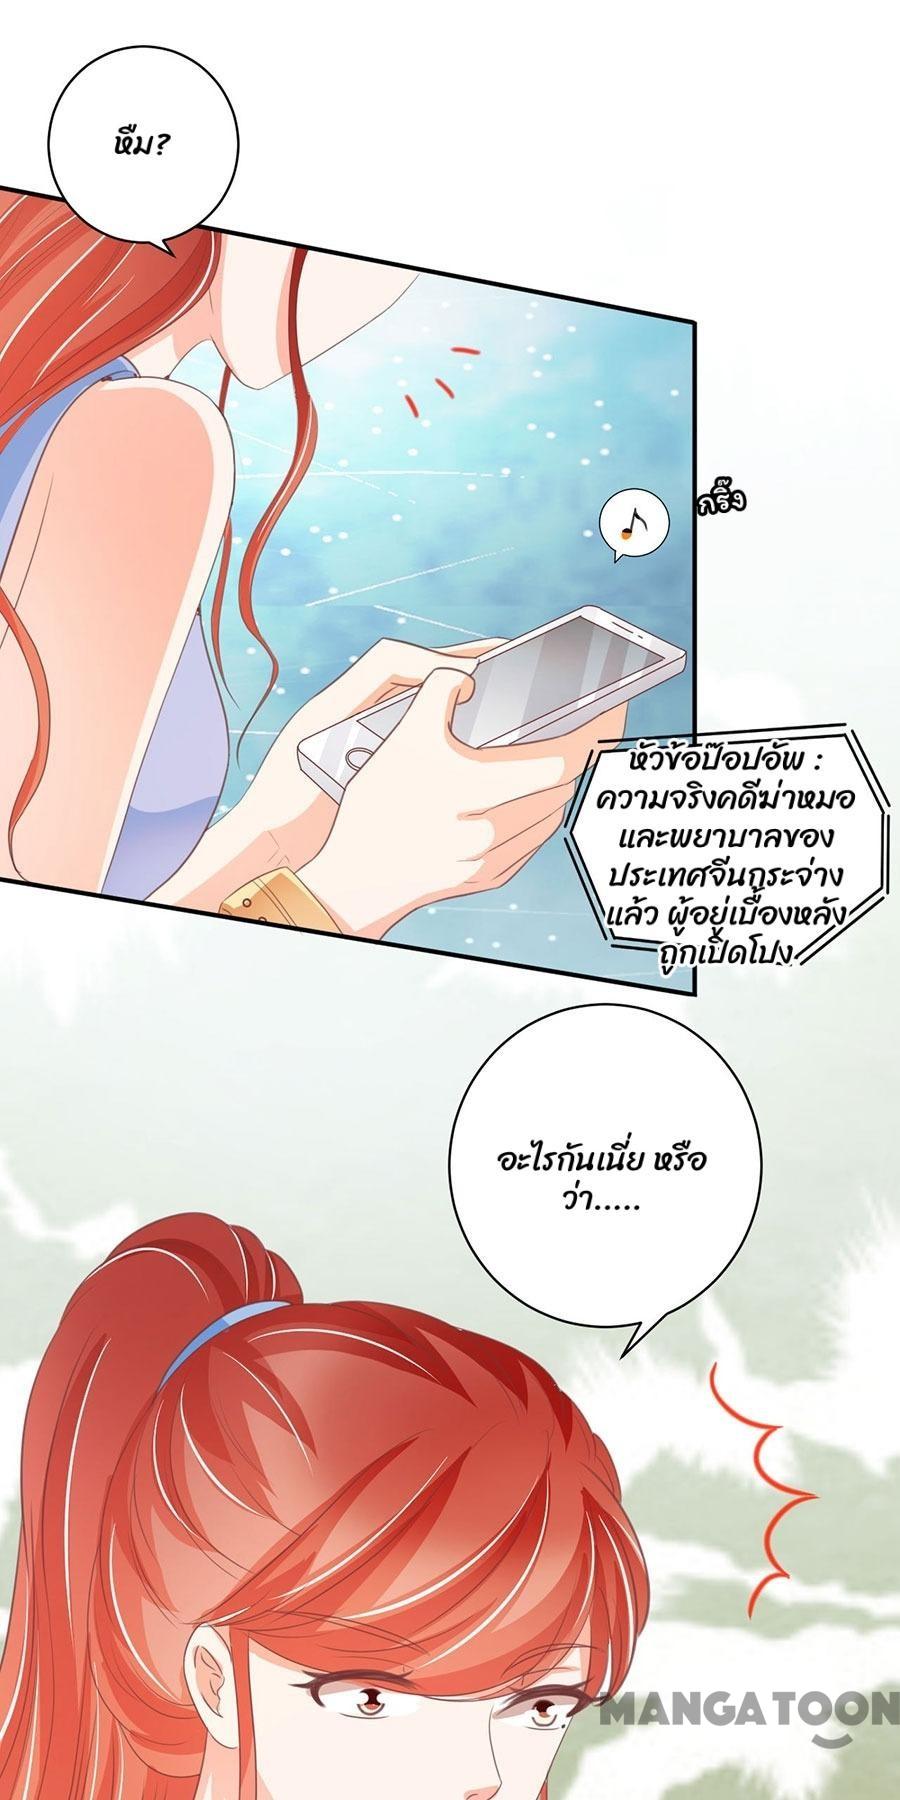 หืม?
กริ๊ง
หัวข้อป๊อปอัพ :
ความจริงคดีฆ่าหมอ
และพยาบาลของ
ประเทศจีนกระจ่าง
แล้ว ผู้อยู่เบื้องหลัง
ถูกเปิดโปง
อะไรกันเนี่ย หรือ
ว่า.....
MANGATOON